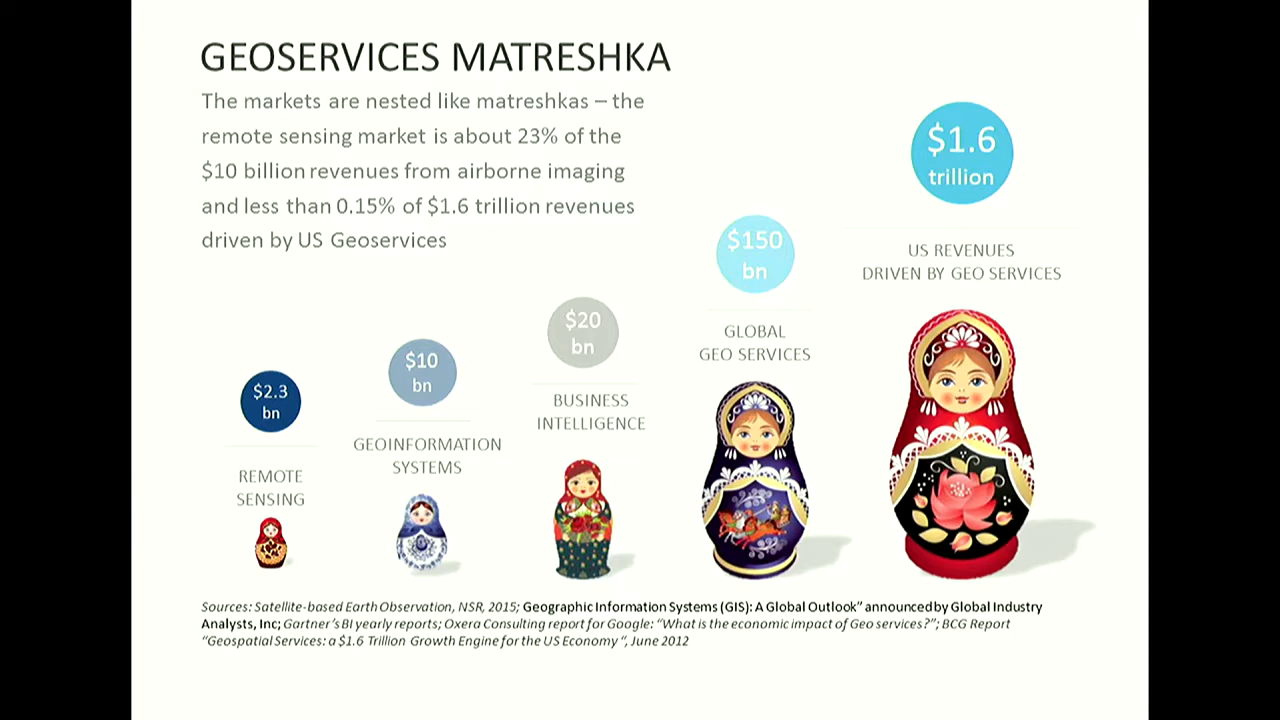 GEOSERVICES MATRESHKA
The markets are nested like matreshkas – the
remote sensing market is about 23% of the
$10 billion revenues from airborne imaging
and less than 0.15% of $1.6 trillion revenues
driven by US Geoservices
$2.3
bn
REMOTE
SENSING
$10
bn
GEOINFORMATION
SYSTEMS
$20
bn
BUSINESS
INTELLIGENCE
$150
bn
GLOBAL
GEO SERVICES
$1.6
trillion
US REVENUES
DRIVEN BY GEO SERVICES
Sources: Satellite-based Earth Observation, NSR, 2015; Geographic Information Systems (GIS): A Global Outlook” announced by Global Industry
Analysts, Inc; Gartner’s BI yearly reports; Oxera Consulting report for Google: “What is the economic impact of Geo services?”; BCG Report
“Geospatial Services: a $1.6 Trillion Growth Engine for the US Economy “, June 2012